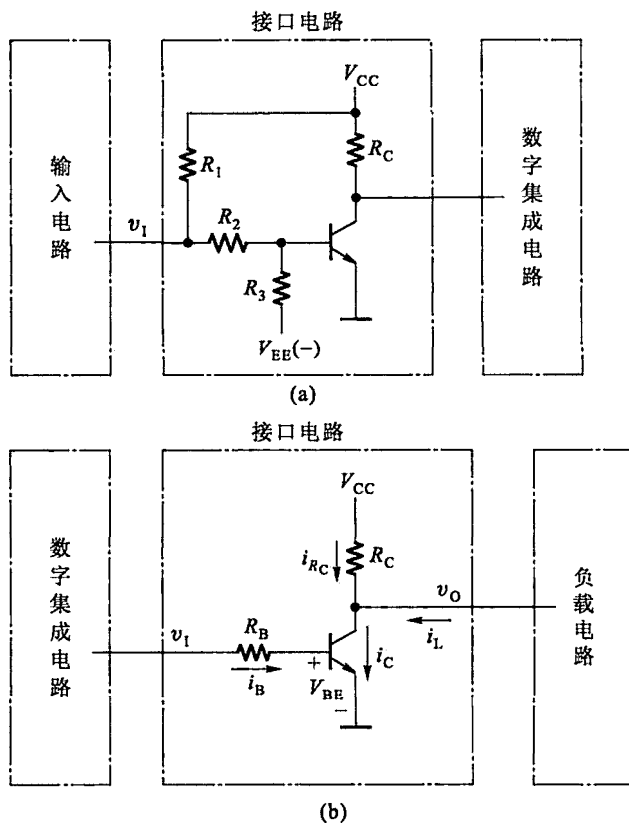 接口电路
输入电路
v_I
R_1
R_2
R_3
V_EE(−)
V_CC
R_C
数字集成电路
(a)
接口电路
数字集成电路
v_I
R_B
i_B
+
V_BE
−
V_CC
i_RC
R_C
i_C
v_O
i_L
负载电路
(b)